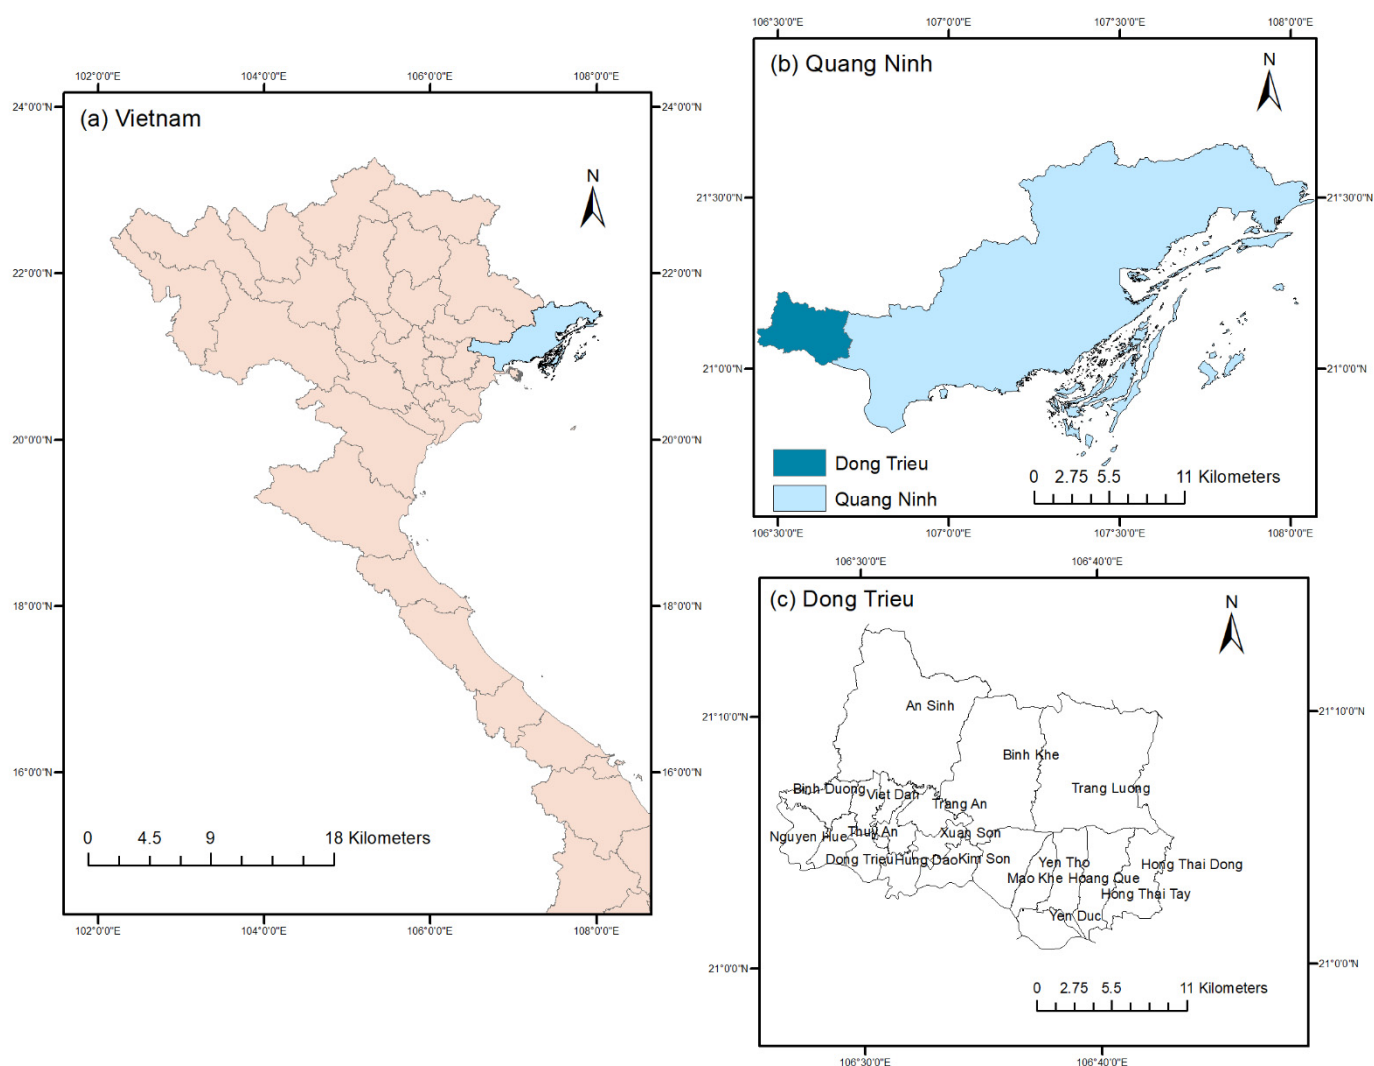 102°0'0"E 104°0'0"E 106°0'0"E 108°0'0"E
24°0'0"N 24°0'0"N
(a) Vietnam
N
22°0'0"N 22°0'0"N
20°0'0"N 20°0'0"N
18°0'0"N 18°0'0"N
16°0'0"N 16°0'0"N
0 4.5 9 18 Kilometers
102°0'0"E 104°0'0"E 106°0'0"E 108°0'0"E
106°30'0"E 107°0'0"E 107°30'0"E 108°0'0"E
(b) Quang Ninh
N
21°30'0"N 21°30'0"N
21°0'0"N 21°0'0"N
Dong Trieu
Quang Ninh
0 2.75 5.5 11 Kilometers
106°30'0"E 107°0'0"E 107°30'0"E 108°0'0"E
106°30'0"E 106°40'0"E
(c) Dong Trieu
N
An Sinh
21°10'0"N 21°10'0"N
Binh Khe
Binh Duong Viet Dan Trang Luong
Trang An
Nguyen Hue Thuy An Xuan Son
Dong Trieu Hung Dao Kim Son Yen Tho Hong Thai Dong
Mao Khe Hoang Que
Hong Thai Tay
Yen Duc
21°0'0"N 21°0'0"N
0 2.75 5.5 11 Kilometers
106°30'0"E 106°40'0"E